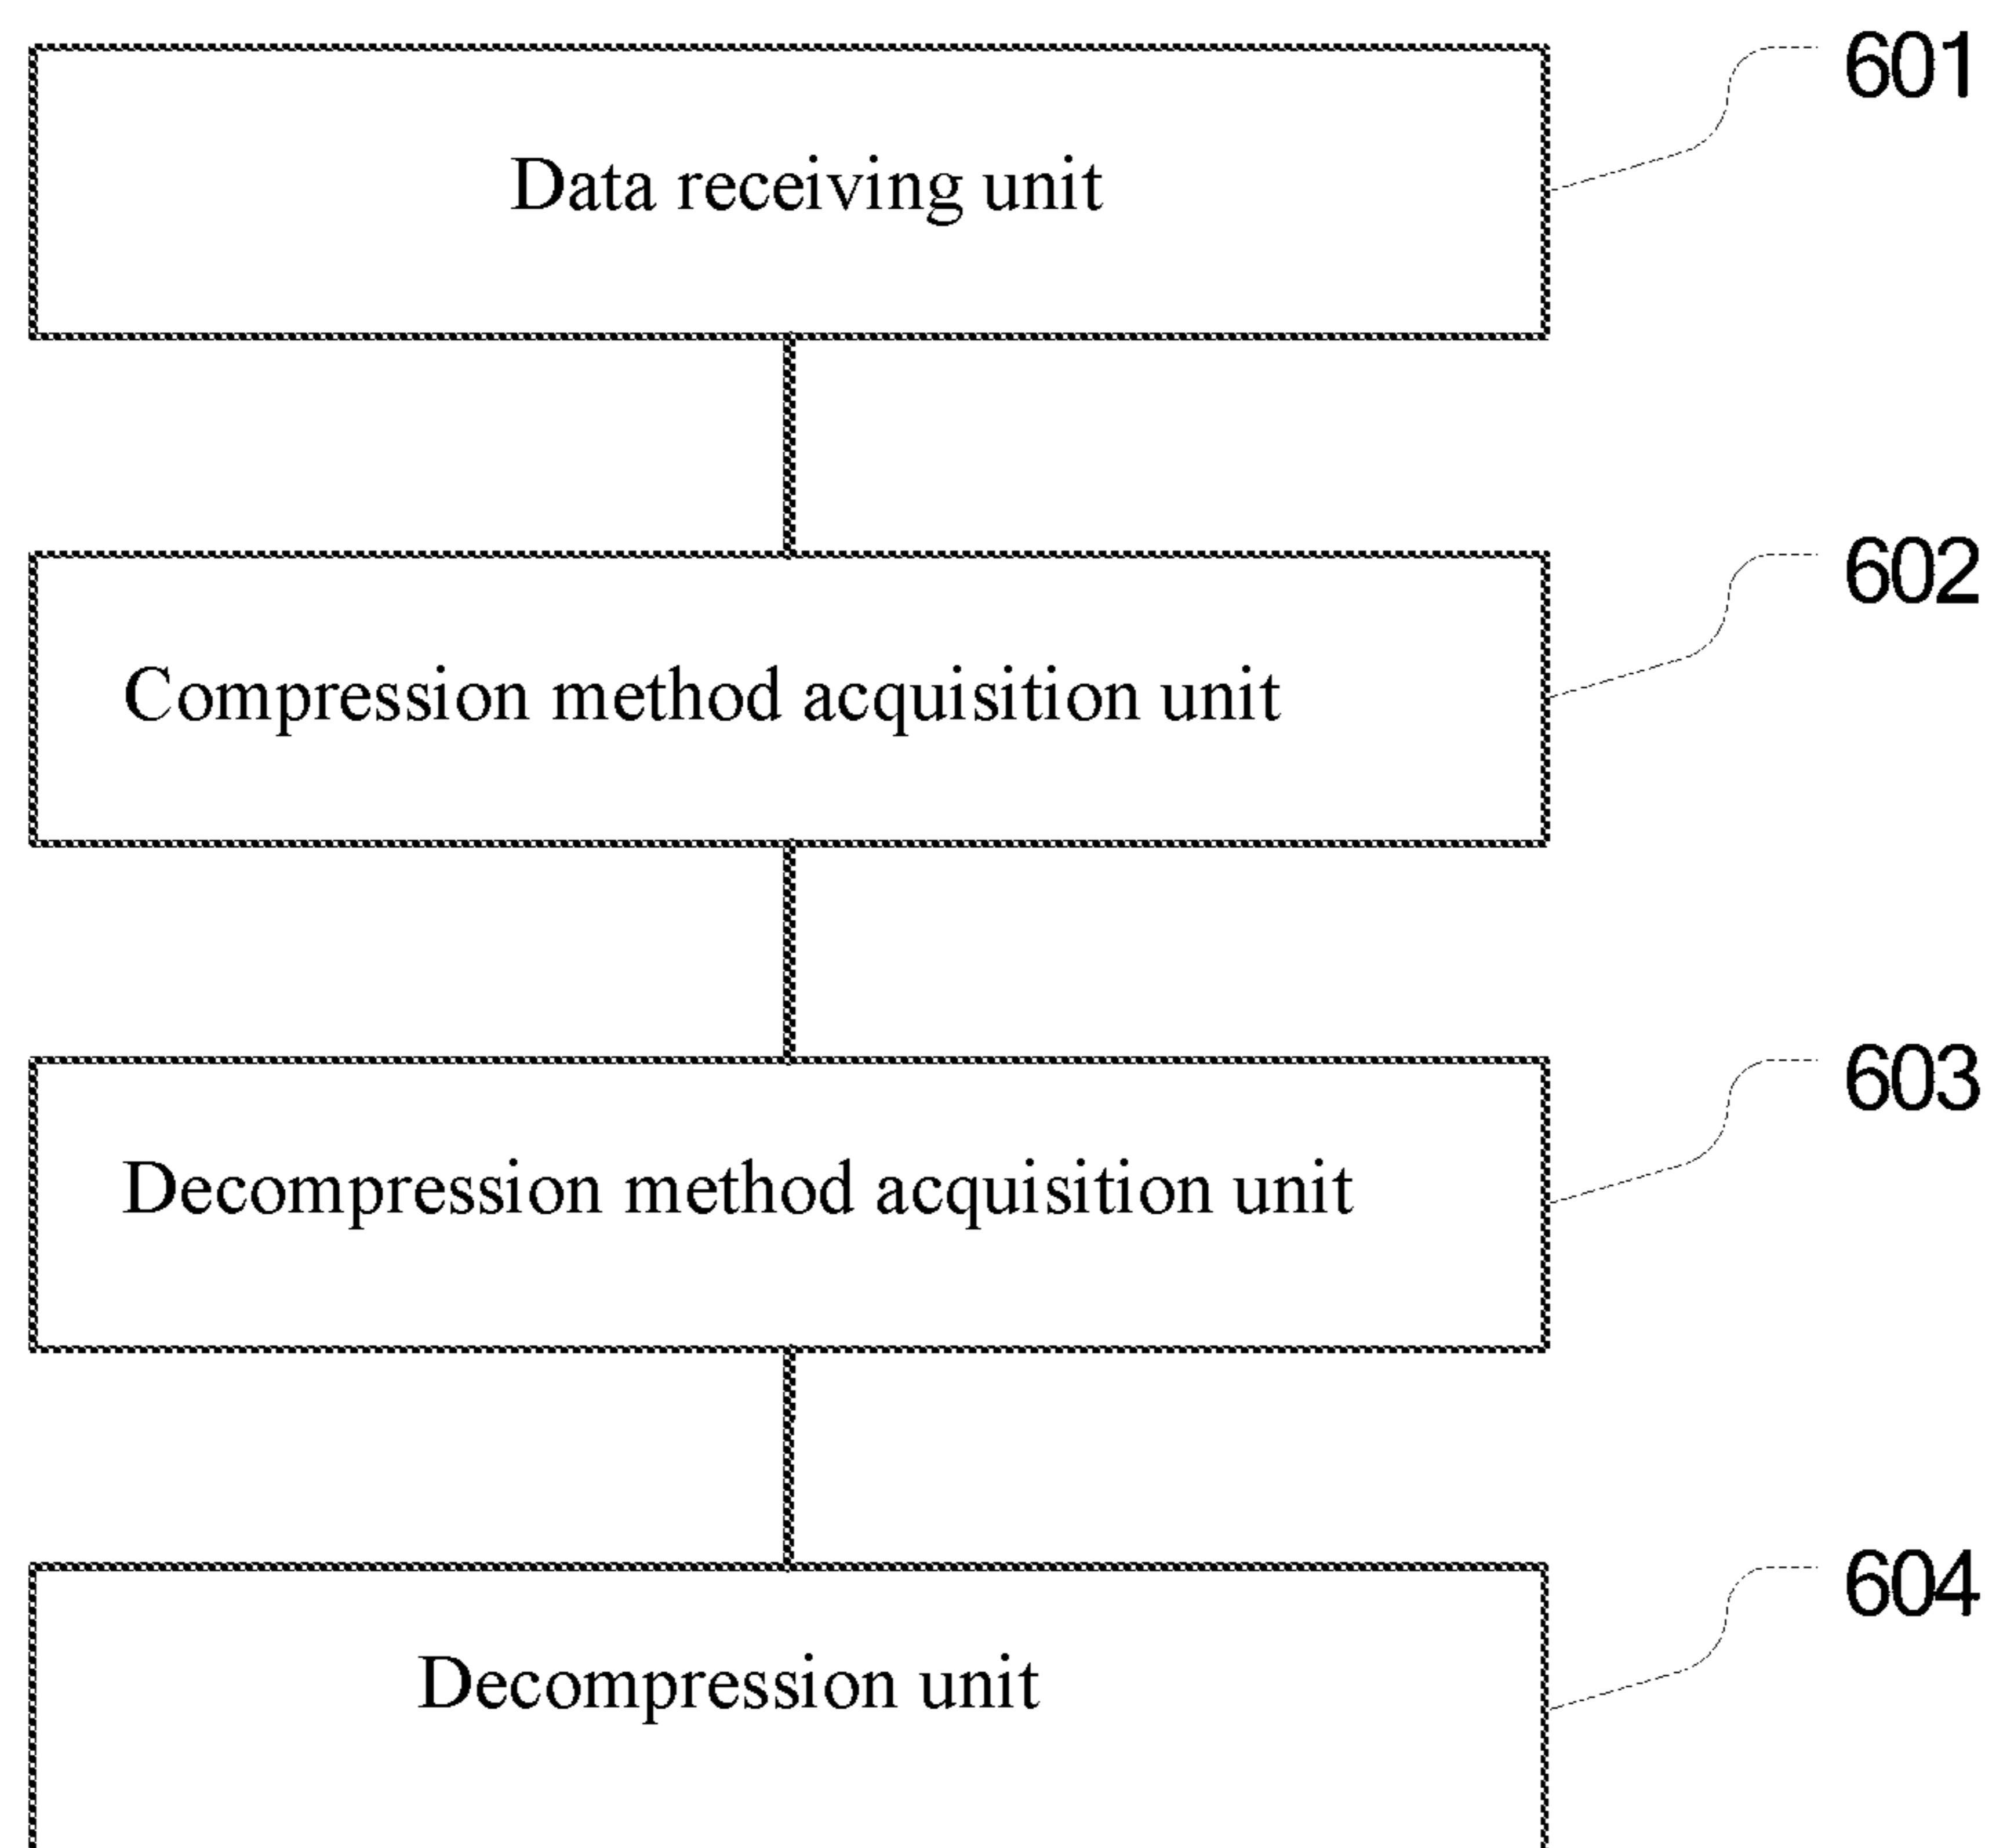 601
Data receiving unit
602
Compression method acquisition unit
603
Decompression method acquisition unit
604
Decompression unit